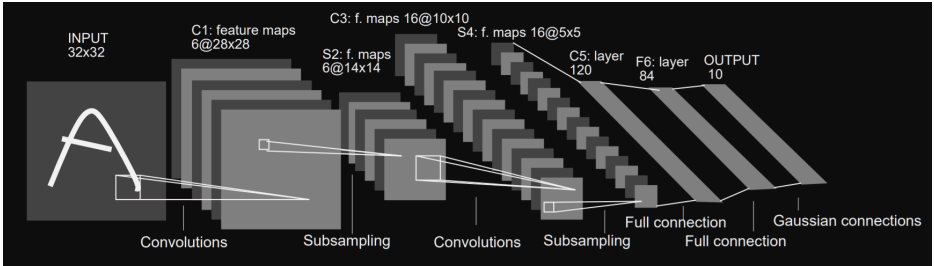 INPUT
32x32
C1: feature maps
6@28x28
S2: f. maps
6@14x14
C3: f. maps 16@10x10
S4: f. maps 16@5x5
C5: layer
120
F6: layer
84
OUTPUT
10
Convolutions
Subsampling
Convolutions
Subsampling
Full connection
Full connection
Gaussian connections